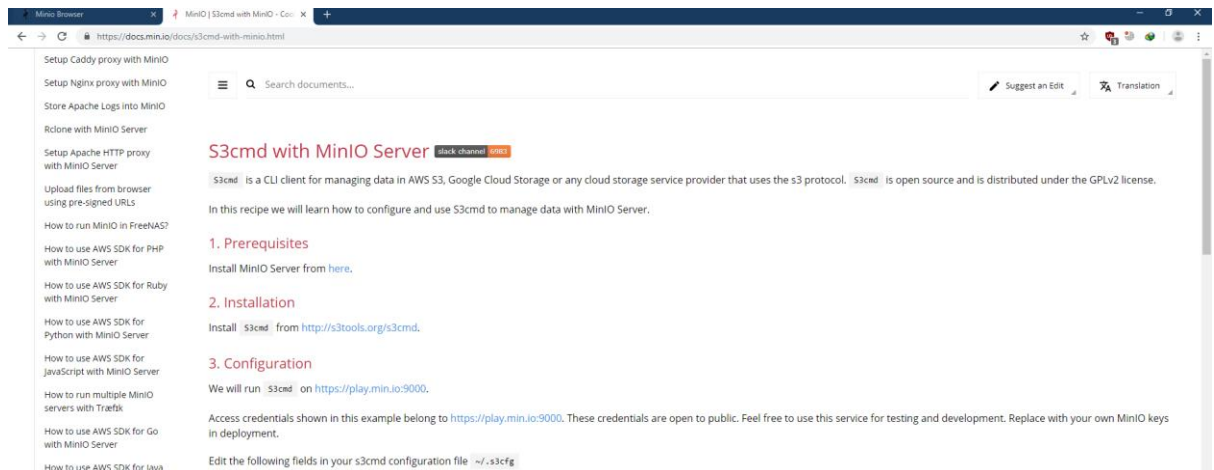 Minio Browser
MinIO | S3cmd with MinIO - Coo
https://docs.min.io/docs/s3cmd-with-minio.html
Setup Caddy proxy with MinIO
Setup Nginx proxy with MinIO
Store Apache Logs into MinIO
Rclone with MinIO Server
Setup Apache HTTP proxy
with MinIO Server
Upload files from browser
using pre-signed URLs
How to run MinIO in FreeNAS?
How to use AWS SDK for PHP
with MinIO Server
How to use AWS SDK for Ruby
with MinIO Server
How to use AWS SDK for
Python with MinIO Server
How to use AWS SDK for
JavaScript with MinIO Server
How to run multiple MinIO
servers with Træfɪk
How to use AWS SDK for Go
with MinIO Server
How to use AWS SDK for Java
Search documents...
Suggest an Edit
Translation
S3cmd with MinIO Server slack channel 6983
S3cmd is a CLI client for managing data in AWS S3, Google Cloud Storage or any cloud storage service provider that uses the s3 protocol. S3cmd is open source and is distributed under the GPLv2 license.
In this recipe we will learn how to configure and use S3cmd to manage data with MinIO Server.
1. Prerequisites
Install MinIO Server from here.
2. Installation
Install S3cmd from http://s3tools.org/s3cmd.
3. Configuration
We will run S3cmd on https://play.min.io:9000.
Access credentials shown in this example belong to https://play.min.io:9000. These credentials are open to public. Feel free to use this service for testing and development. Replace with your own MinIO keys
in deployment.
Edit the following fields in your s3cmd configuration file ~/.s3cfg